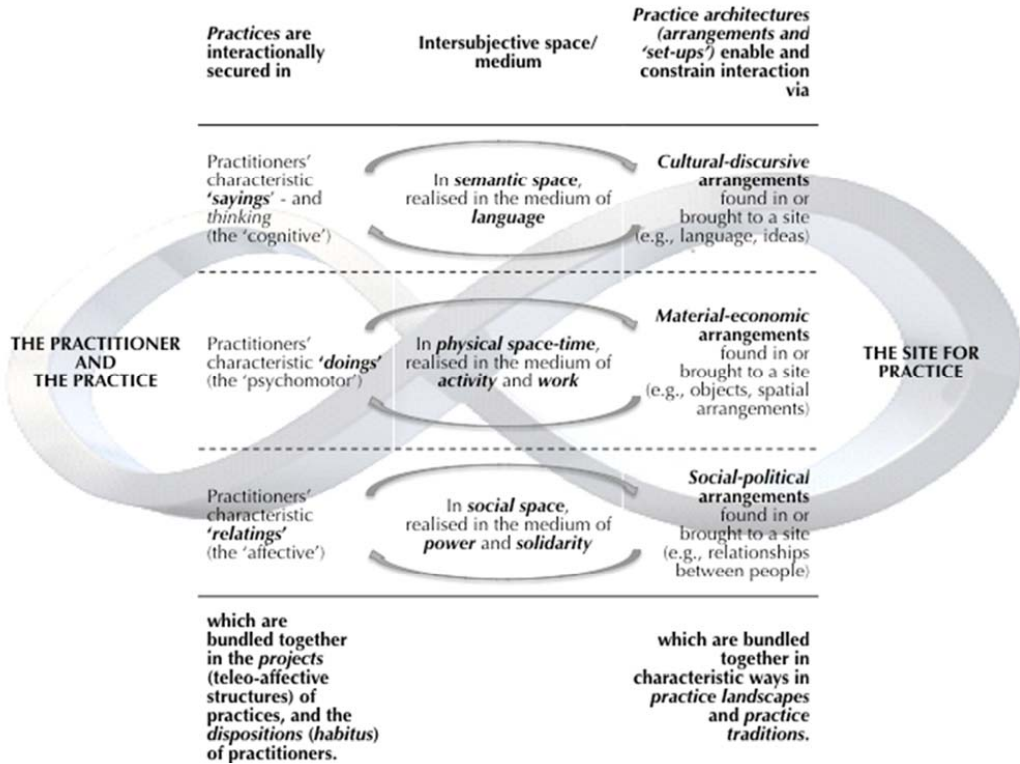 Practices are
interactionally
secured in
Intersubjective space/
medium
Practice architectures
(arrangements and
‘set-ups’) enable and
constrain interaction
via
Practitioners’
characteristic
‘sayings’ - and
thinking
(the ‘cognitive’)
In semantic space,
realised in the medium of
language
Cultural-discursive
arrangements
found in or
brought to a site
(e.g., language, ideas)
THE PRACTITIONER
AND
THE PRACTICE
Practitioners’
characteristic ‘doings’
(the ‘psychomotor’)
In physical space-time,
realised in the medium of
activity and work
Material-economic
arrangements
found in or
brought to a site
(e.g., objects, spatial
arrangements)
THE SITE FOR
PRACTICE
Practitioners’
characteristic
‘relatings’
(the ‘affective’)
In social space,
realised in the medium of
power and solidarity
Social-political
arrangements
found in or
brought to a site
(e.g., relationships
between people)
which are
bundled together
in the projects
(teleo-affective
structures) of
practices, and the
dispositions (habitus)
of practitioners.
which are bundled
together in
characteristic ways in
practice landscapes
and practice
traditions.